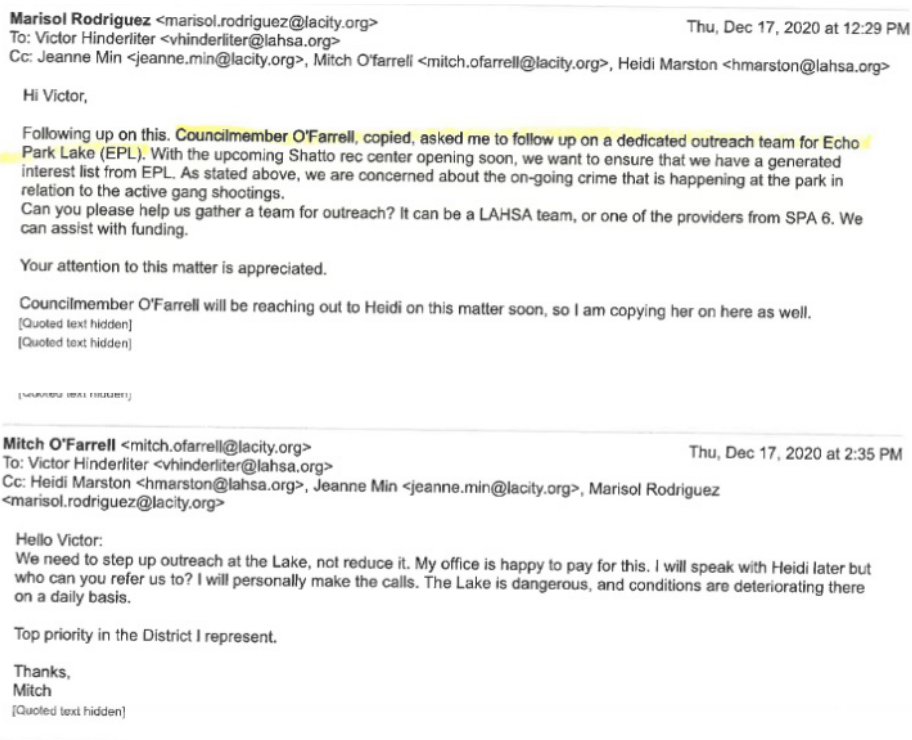 Marisol Rodriguez <marisol.rodriguez@lacity.org>
Thu, Dec 17, 2020 at 12:29 PM
To: Victor Hinderliter <vhinderliter@lahsa.org>
Cc: Jeanne Min <jeanne.min@lacity.org>, Mitch O'farrell <mitch.ofarrell@lacity.org>, Heidi Marston <hmarston@lahsa.org>
Hi Victor,
Following up on this. Councilmember O'Farrell, copied, asked me to follow up on a dedicated outreach team for Echo
Park Lake (EPL). With the upcoming Shatto rec center opening soon, we want to ensure that we have a generated
interest list from EPL. As stated above, we are concerned about the on-going crime that is happening at the park in
relation to the active gang shootings.
Can you please help us gather a team for outreach? It can be a LAHSA team, or one of the providers from SPA 6. We
can assist with funding.
Your attention to this matter is appreciated.
Councilmember O'Farrell will be reaching out to Heidi on this matter soon, so I am copying her on here as well.
[Quoted text hidden]
[Quoted text hidden]
[Quoted text hidden]
Mitch O'Farrell <mitch.ofarrell@lacity.org>
Thu, Dec 17, 2020 at 2:35 PM
To: Victor Hinderliter <vhinderliter@lahsa.org>
Cc: Heidi Marston <hmarston@lahsa.org>, Jeanne Min <jeanne.min@lacity.org>, Marisol Rodriguez
<marisol.rodriguez@lacity.org>
Hello Victor:
We need to step up outreach at the Lake, not reduce it. My office is happy to pay for this. I will speak with Heidi later but
who can you refer us to? I will personally make the calls. The Lake is dangerous, and conditions are deteriorating there
on a daily basis.
Top priority in the District I represent.
Thanks,
Mitch
[Quoted text hidden]